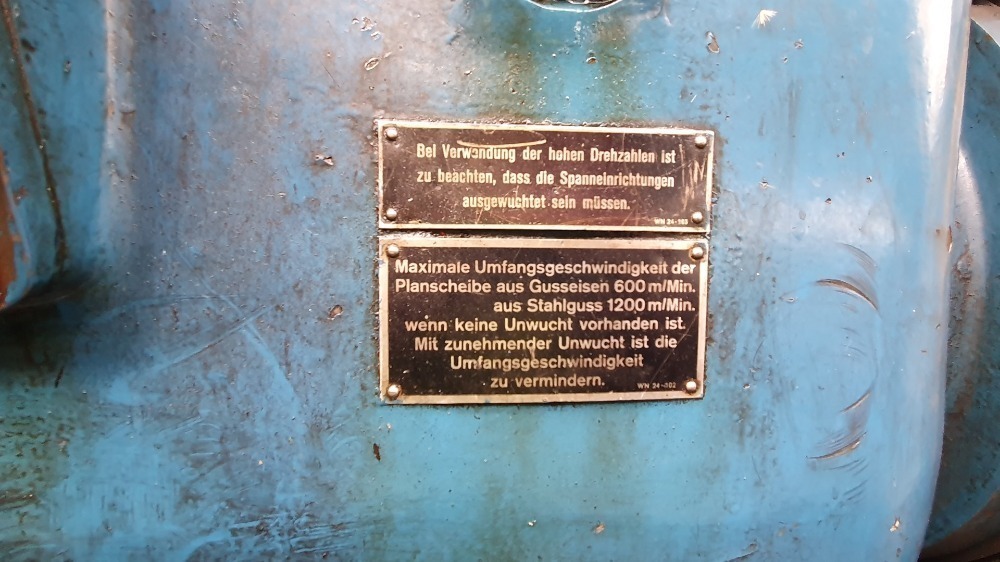 Bei Verwendung der hohen Drehzahlen ist
zu beachten, dass die Spanneinrichtungen
ausgewuchtet sein müssen.
WN 24-103
Maximale Umfangsgeschwindigkeit der
Planscheibe aus Gusseisen 600 m/Min.
aus Stahlguss 1200 m/Min.
wenn keine Unwucht vorhanden ist.
Mit zunehmender Unwucht ist die
Umfangsgeschwindigkeit
zu vermindern.
WN 24-102